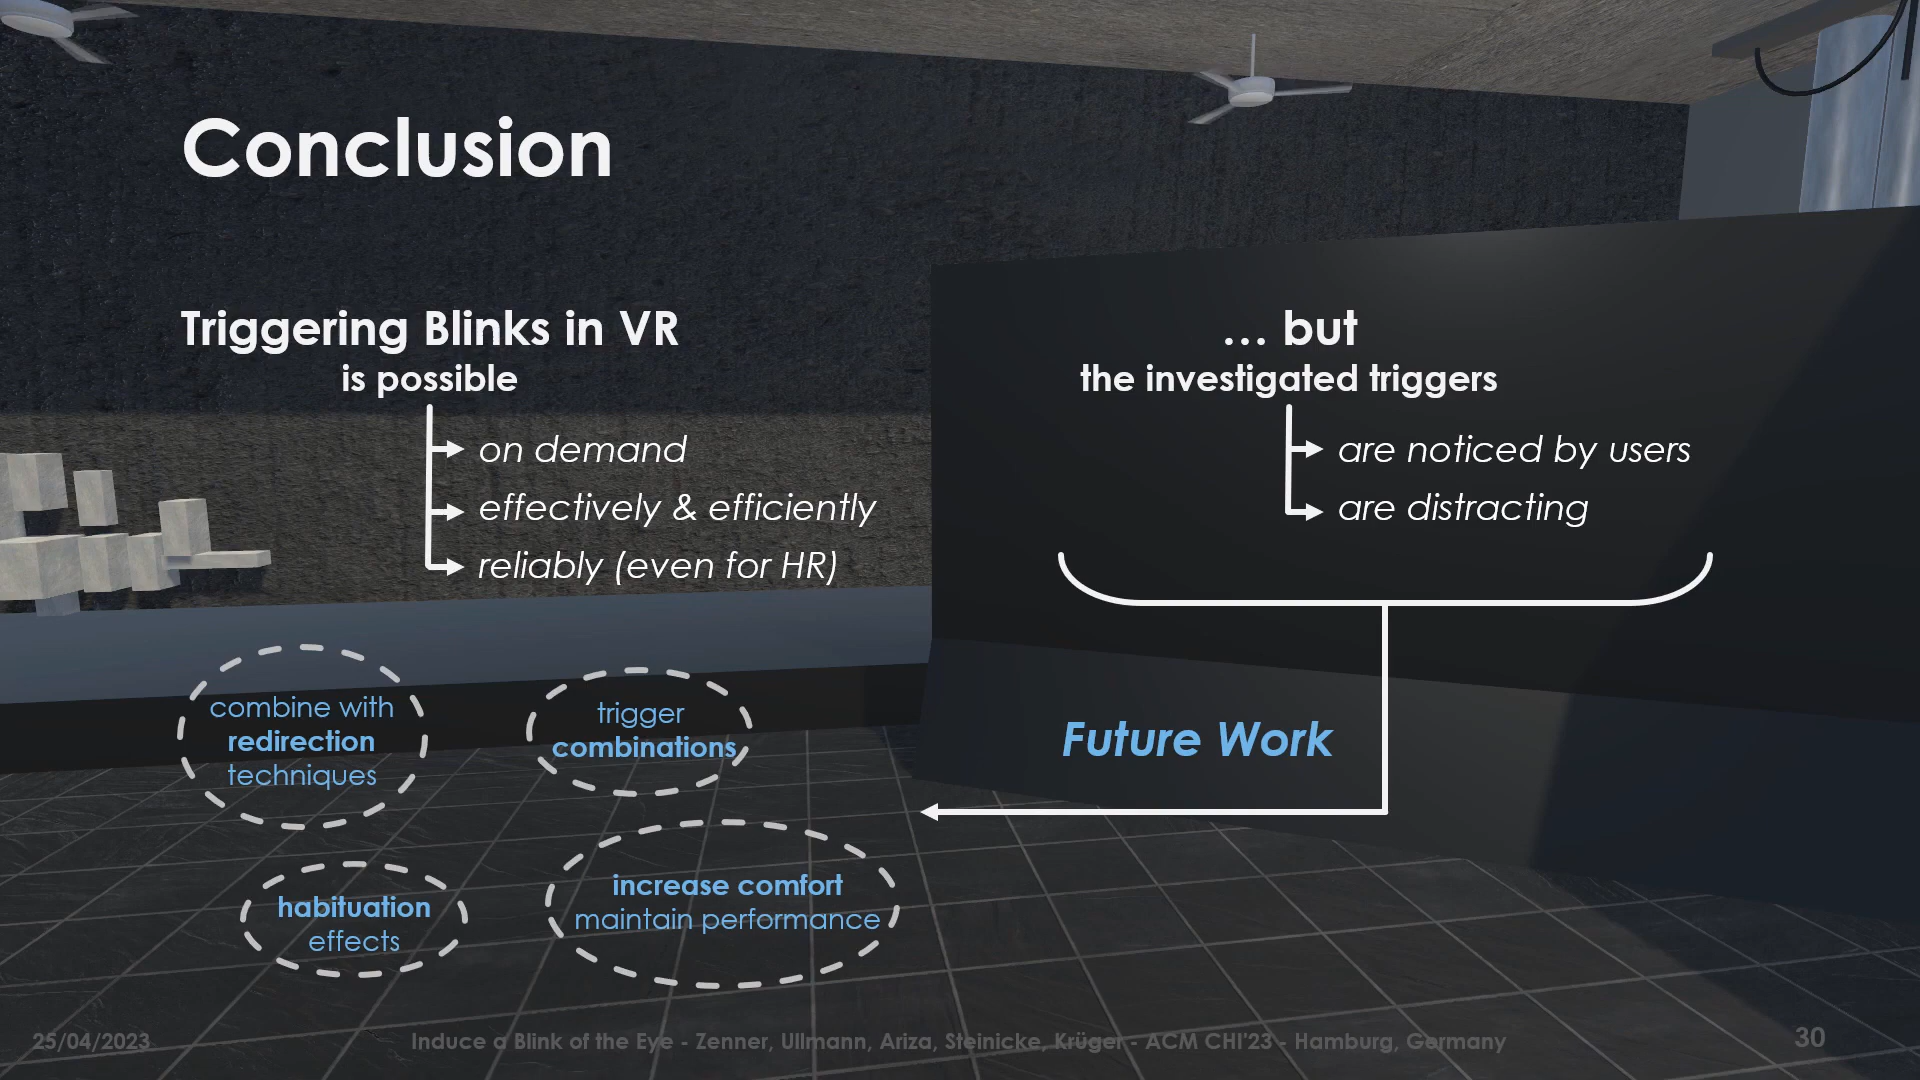 Conclusion
Triggering Blinks in VR
is possible
on demand
effectively & efficiently
reliably (even for HR)
… but
the investigated triggers
are noticed by users
are distracting
Future Work
combine with
redirection
techniques
trigger
combinations
habituation
effects
increase comfort
maintain performance
25/04/2023
Induce a Blink of the Eye - Zenner, Ullmann, Ariza, Steinicke, Krüger - ACM CHI'23 - Hamburg, Germany
30